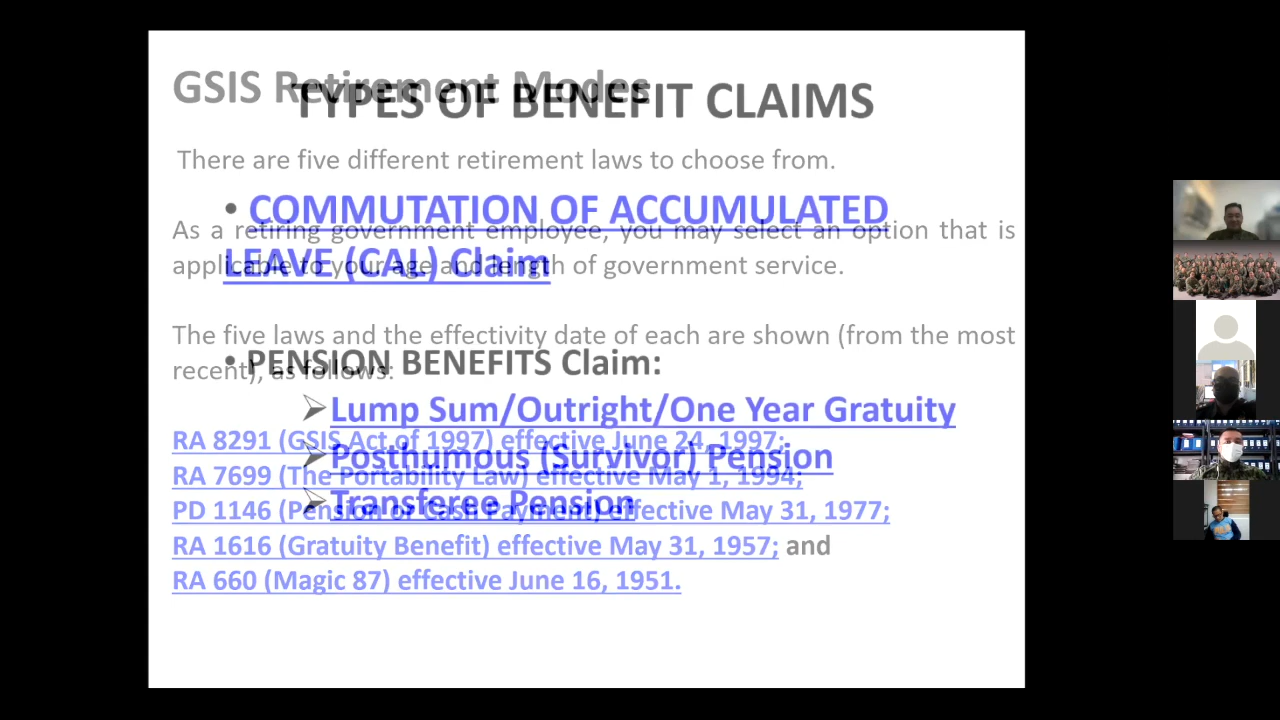 GSIS Retirement Modes
There are five different retirement laws to choose from.
As a retiring government employee, you may select an option that is
applicable to your age and length of government service.
The five laws and the effectivity date of each are shown (from the most
recent), as follows:
RA 8291 (GSIS Act of 1997) effective June 24, 1997;
RA 7699 (The Portability Law) effective May 1, 1994;
PD 1146 (Pension or Cash Payment) effective May 31, 1977;
RA 1616 (Gratuity Benefit) effective May 31, 1957; and
RA 660 (Magic 87) effective June 16, 1951.
TYPES OF BENEFIT CLAIMS
• COMMUTATION OF ACCUMULATED
LEAVE (CAL) Claim
• PENSION BENEFITS Claim:
➢Lump Sum/Outright/One Year Gratuity
➢Posthumous (Survivor) Pension
➢Transferee Pension